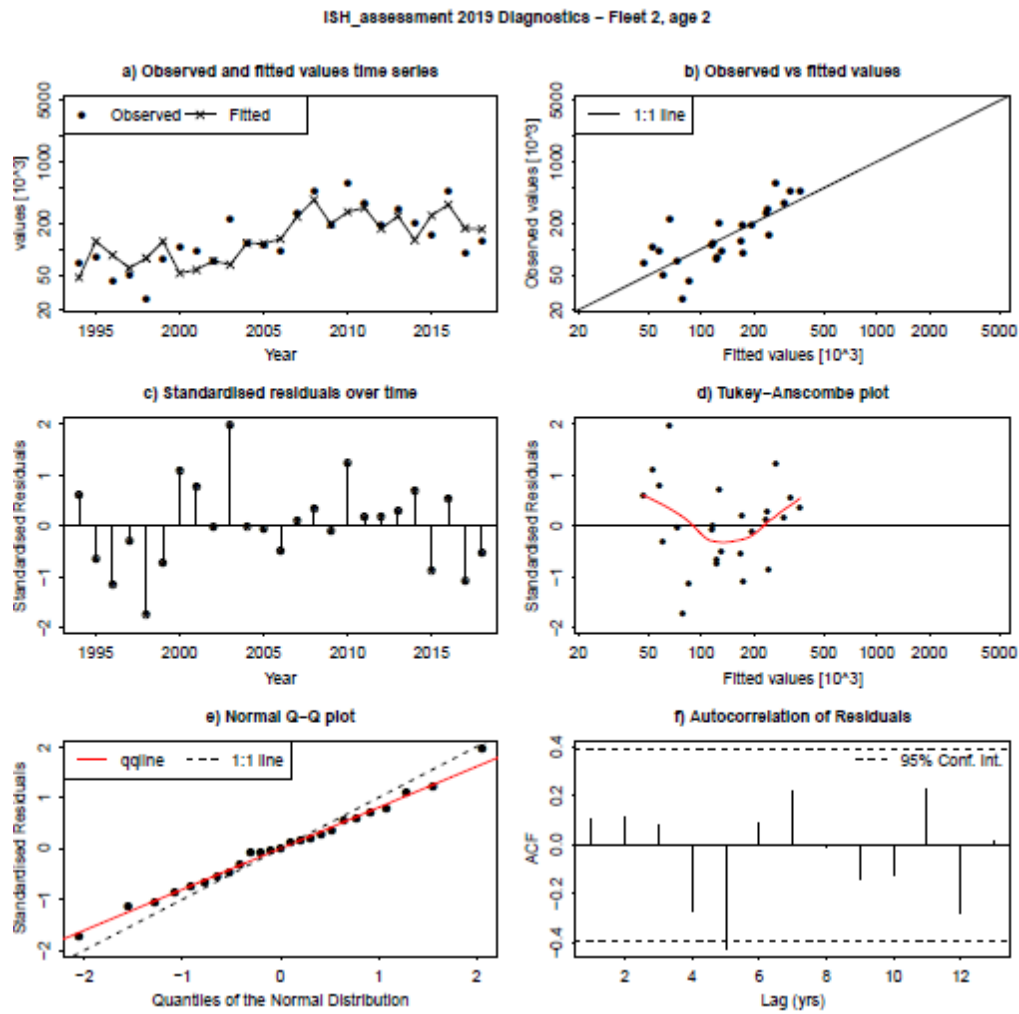 ISH_assessment 2019 Diagnostics – Fleet 2, age 2
a) Observed and fitted values time series
Observed Fitted
values [10^3]
5000
1000
200
50
20
1995 2000 2005 2010 2015
Year
b) Observed vs fitted values
1:1 line
Observed values [10^3]
5000
1000
200
50
20
20 50 100 200 500 1000 2000 5000
Fitted values [10^3]
c) Standardised residuals over time
Standardised Residuals
2
1
0
−1
−2
1995 2000 2005 2010 2015
Year
d) Tukey−Anscombe plot
Standardised Residuals
2
1
0
−1
−2
20 50 100 200 500 1000 2000 5000
Fitted values [10^3]
e) Normal Q−Q plot
qqline 1:1 line
Standardised Residuals
2
1
0
−1
−2
−2 −1 0 1 2
Quantiles of the Normal Distribution
f) Autocorrelation of Residuals
95% Conf. Int.
ACF
0.4
0.2
0.0
−0.2
−0.4
2 4 6 8 10 12
Lag (yrs)